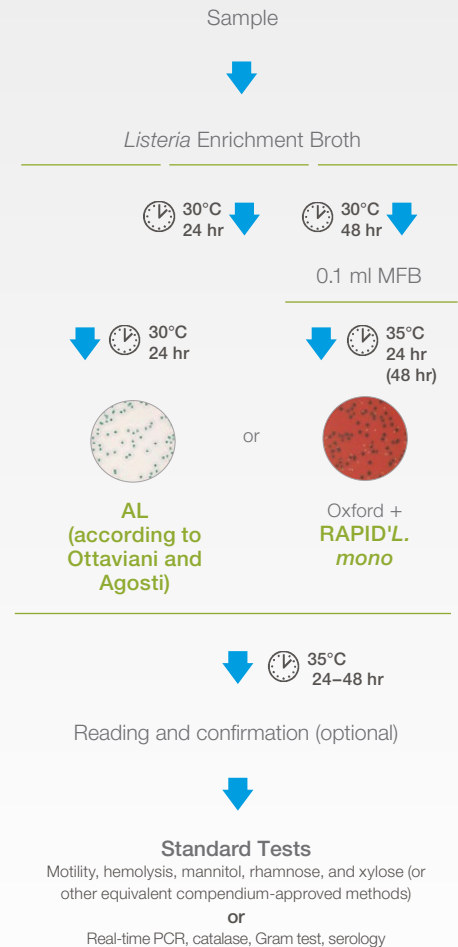 Sample
Listeria Enrichment Broth
30°C
24 hr
30°C
48 hr
0.1 ml MFB
30°C
24 hr
35°C
24 hr
(48 hr)
or
AL
(according to
Ottaviani and
Agosti)
Oxford +
RAPID'L.
mono
35°C
24–48 hr
Reading and confirmation (optional)
Standard Tests
Motility, hemolysis, mannitol, rhamnose, and xylose (or
other equivalent compendium-approved methods)
or
Real-time PCR, catalase, Gram test, serology